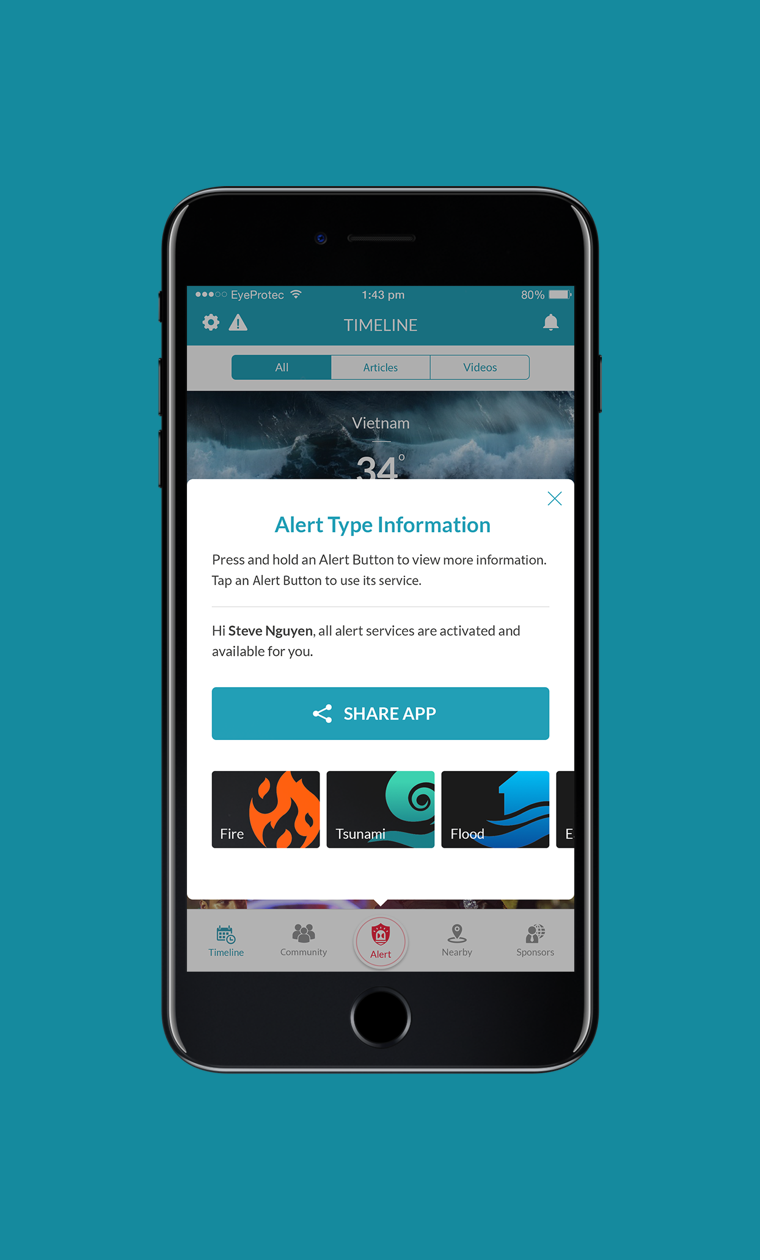 EyeProtec 1:43 pm 80%
TIMELINE
All Articles Videos
Vietnam
34°
Alert Type Information
Press and hold an Alert Button to view more information.
Tap an Alert Button to use its service.
Hi Steve Nguyen, all alert services are activated and
available for you.
SHARE APP
Fire Tsunami Flood E
Timeline Community Alert Nearby Sponsors